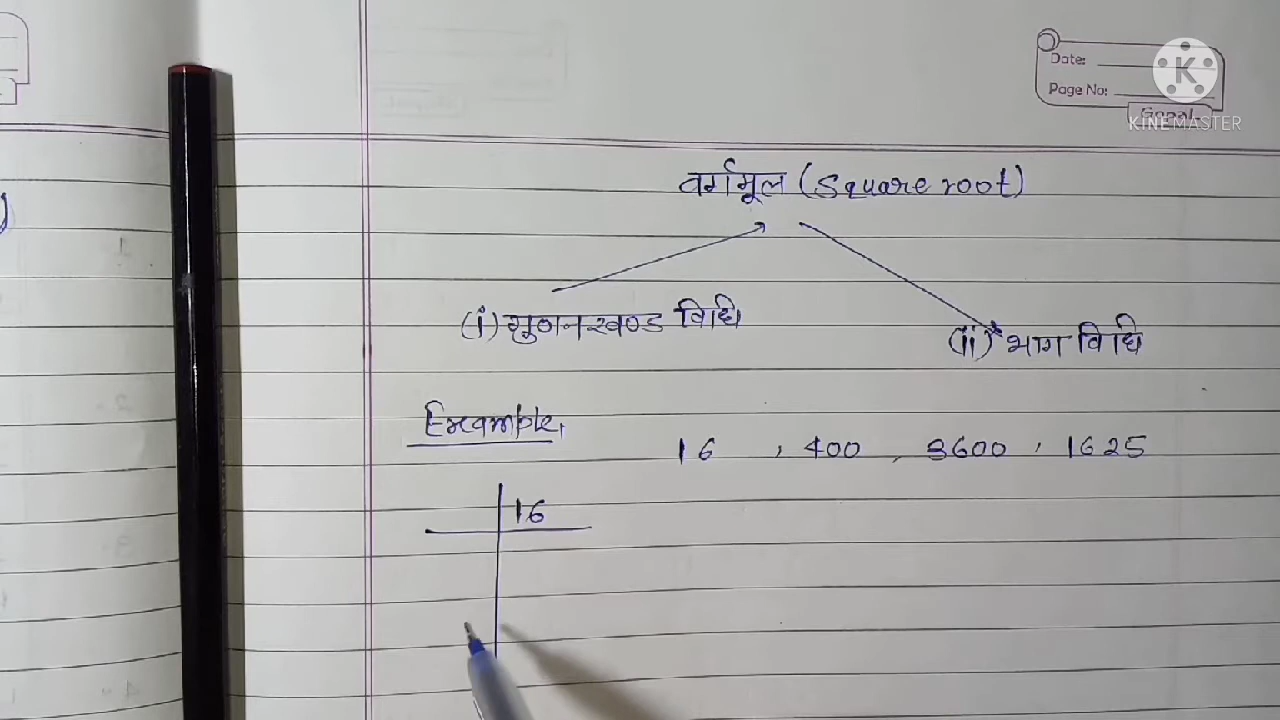 Date:
Page No:
KINEMASTER
वर्गमूल (Square root)
(i) गुणनखण्ड विधि
(ii) भाग विधि
Example,
16 , 400 , 3600 , 1625
16